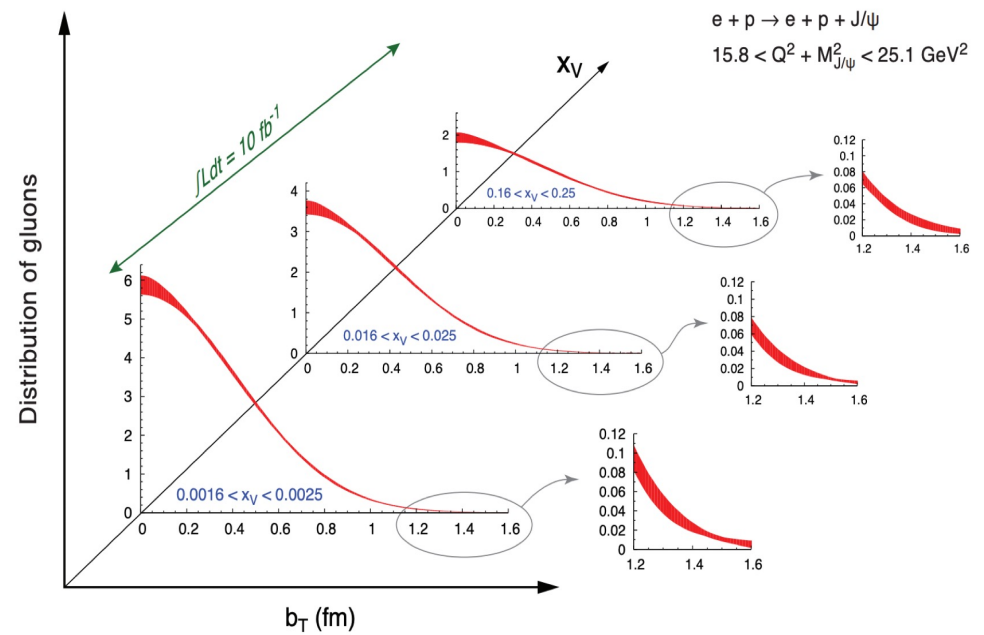 e + p → e + p + J/ψ
15.8 < Q² + M²J/ψ < 25.1 GeV²
xV
∫Ldt = 10 fb⁻¹
Distribution of gluons
2
1
0
0.16 < xV < 0.25
0 0.2 0.4 0.6 0.8 1 1.2 1.4 1.6
0.12
0.1
0.08
0.06
0.04
0.02
0
1.2 1.4 1.6
4
3
2
1
0
0.016 < xV < 0.025
0 0.2 0.4 0.6 0.8 1 1.2 1.4 1.6
0.12
0.1
0.08
0.06
0.04
0.02
0
1.2 1.4 1.6
6
5
4
3
2
1
0
0.0016 < xV < 0.0025
0 0.2 0.4 0.6 0.8 1 1.2 1.4 1.6
0.12
0.1
0.08
0.06
0.04
0.02
0
1.2 1.4 1.6
bT (fm)